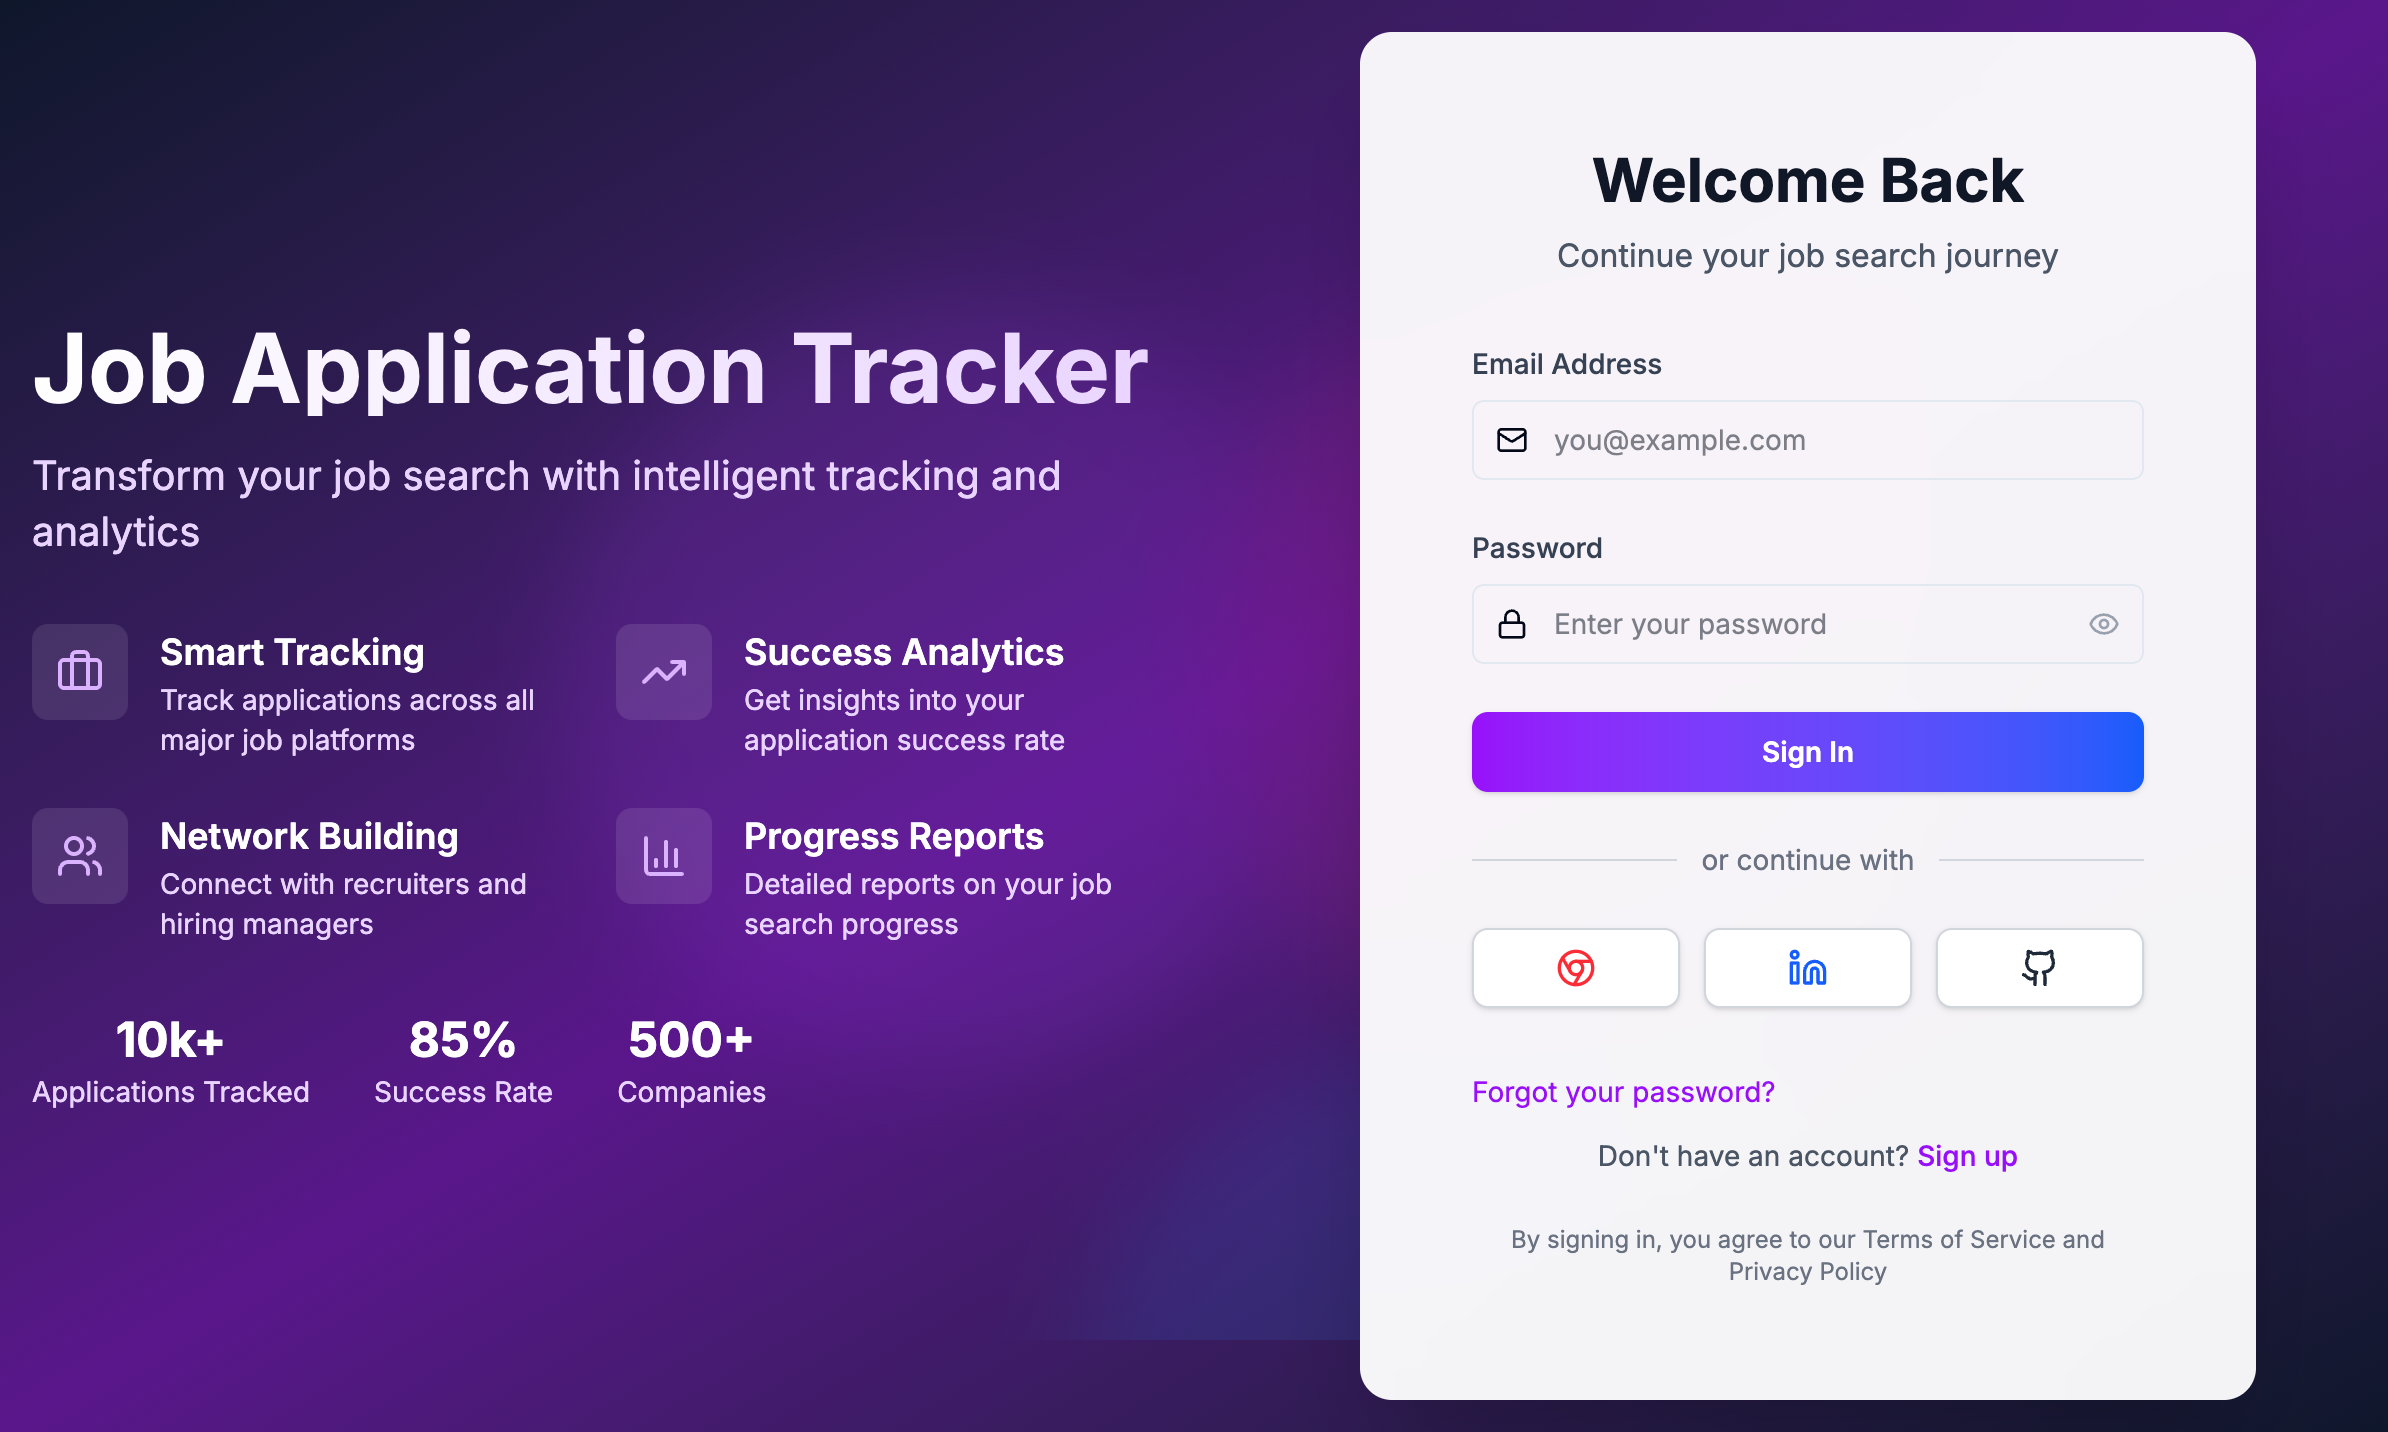 Job Application Tracker
Transform your job search with intelligent tracking and
analytics
Smart Tracking
Track applications across all
major job platforms
Success Analytics
Get insights into your
application success rate
Network Building
Connect with recruiters and
hiring managers
Progress Reports
Detailed reports on your job
search progress
10k+
Applications Tracked
85%
Success Rate
500+
Companies
Welcome Back
Continue your job search journey
Email Address
you@example.com
Password
Enter your password
Sign In
or continue with
in
Forgot your password?
Don't have an account? Sign up
By signing in, you agree to our Terms of Service and
Privacy Policy